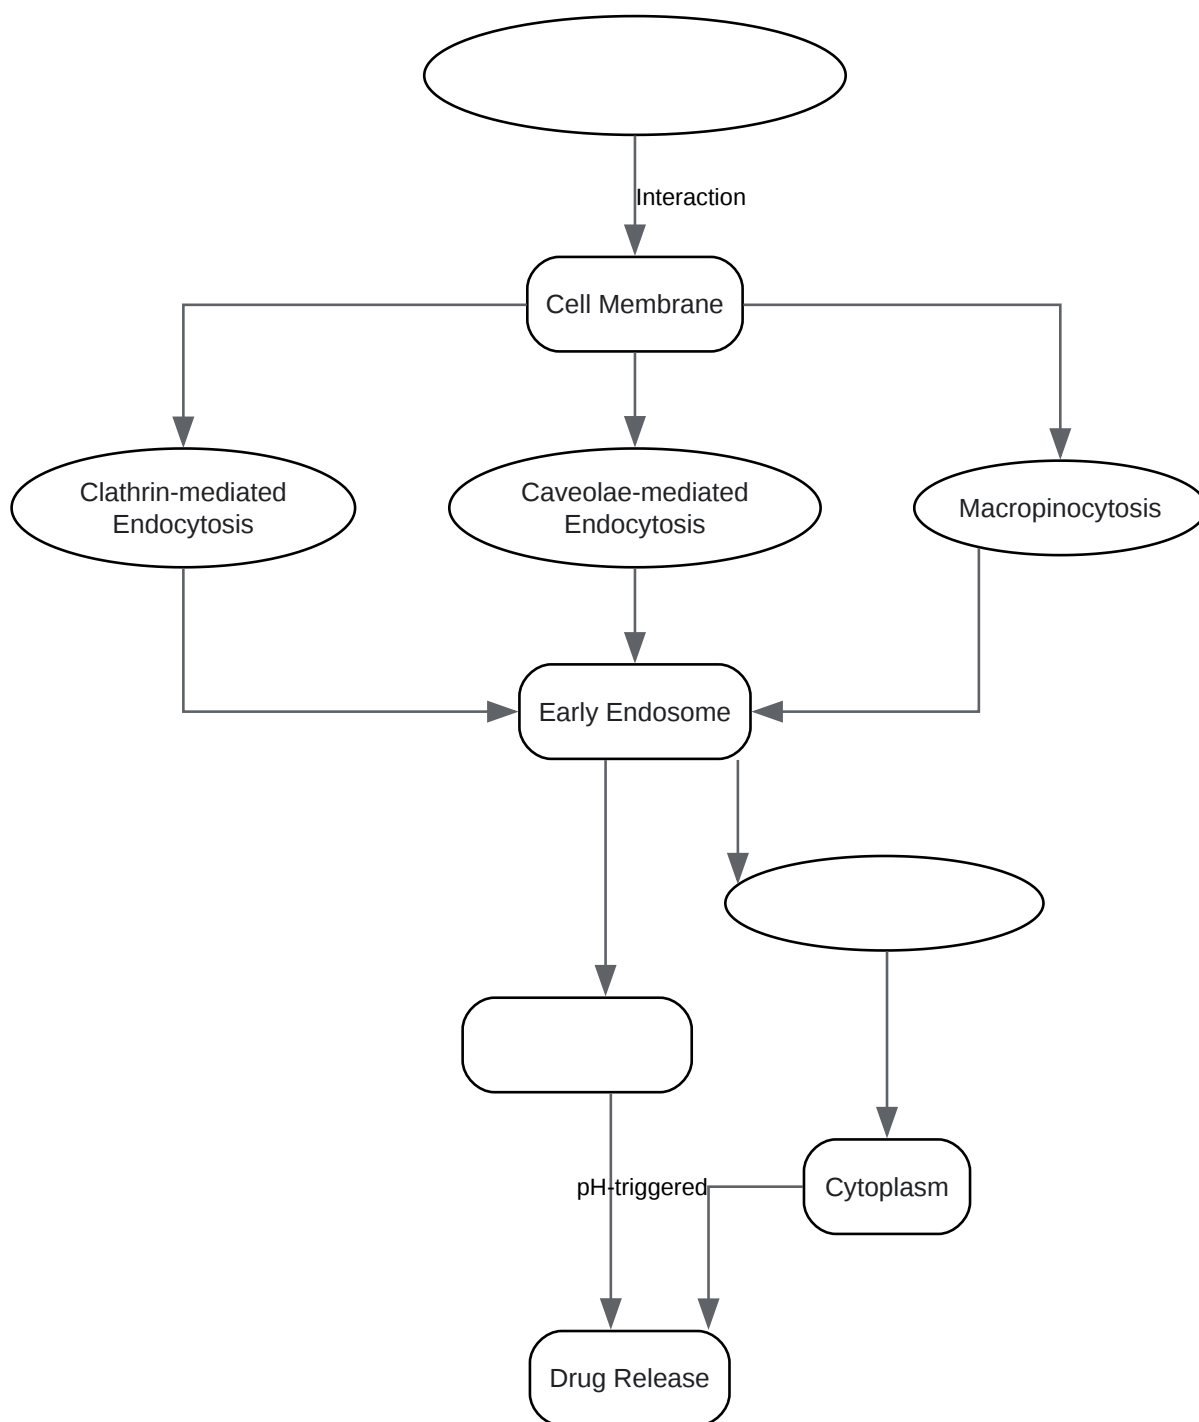 Interaction
Cell Membrane
Clathrin-mediated
Endocytosis
Caveolae-mediated
Endocytosis
Macropinocytosis
Early Endosome
pH-triggered
Cytoplasm
Drug Release